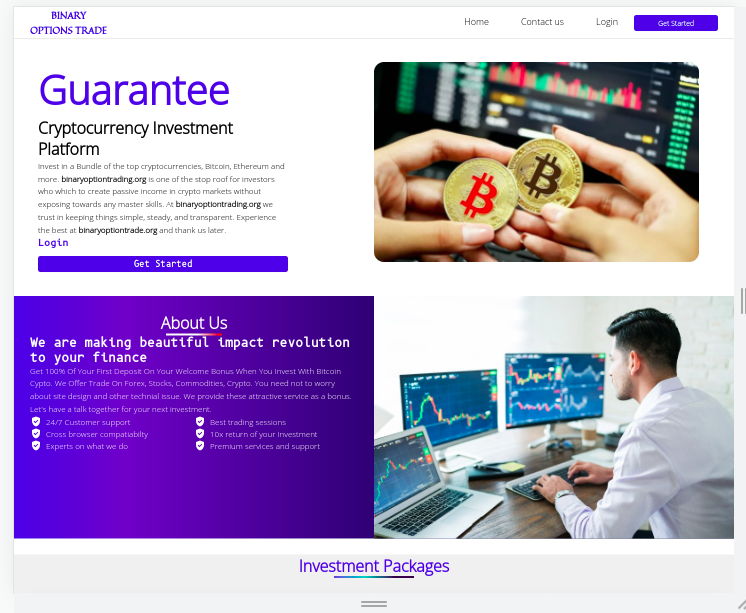 BINARY
OPTIONS TRADE
Home
Contact us
Login
Get Started
Guarantee
Cryptocurrency Investment
Platform
Invest in a Bundle of the top cryptocurrencies, Bitcoin, Ethereum and
more. binaryoptiontrading.org is one of the stop roof for investors
who which to create passive income in crypto markets without
exposing towards any master skills. At binaryoptiontrading.org we
trust in keeping things simple, steady, and transparent. Experience
the best at binaryoptiontrade.org and thank us later.
Login
Get Started
About Us
We are making beautiful impact revolution
to your finance
Get 100% Of Your First Deposit On Your Welcome Bonus When You Invest With Bitcoin
Cypto. We Offer Trade On Forex, Stocks, Commodities, Crypto. You need not to worry
about site design and other technial issue. We provide these attractive service as a bonus.
Let's have a talk together for your next investment.
24/7 Customer support
Best trading sessions
Cross browser compatiabilty
10x return of your Investment
Experts on what we do
Premium services and support
Investment Packages